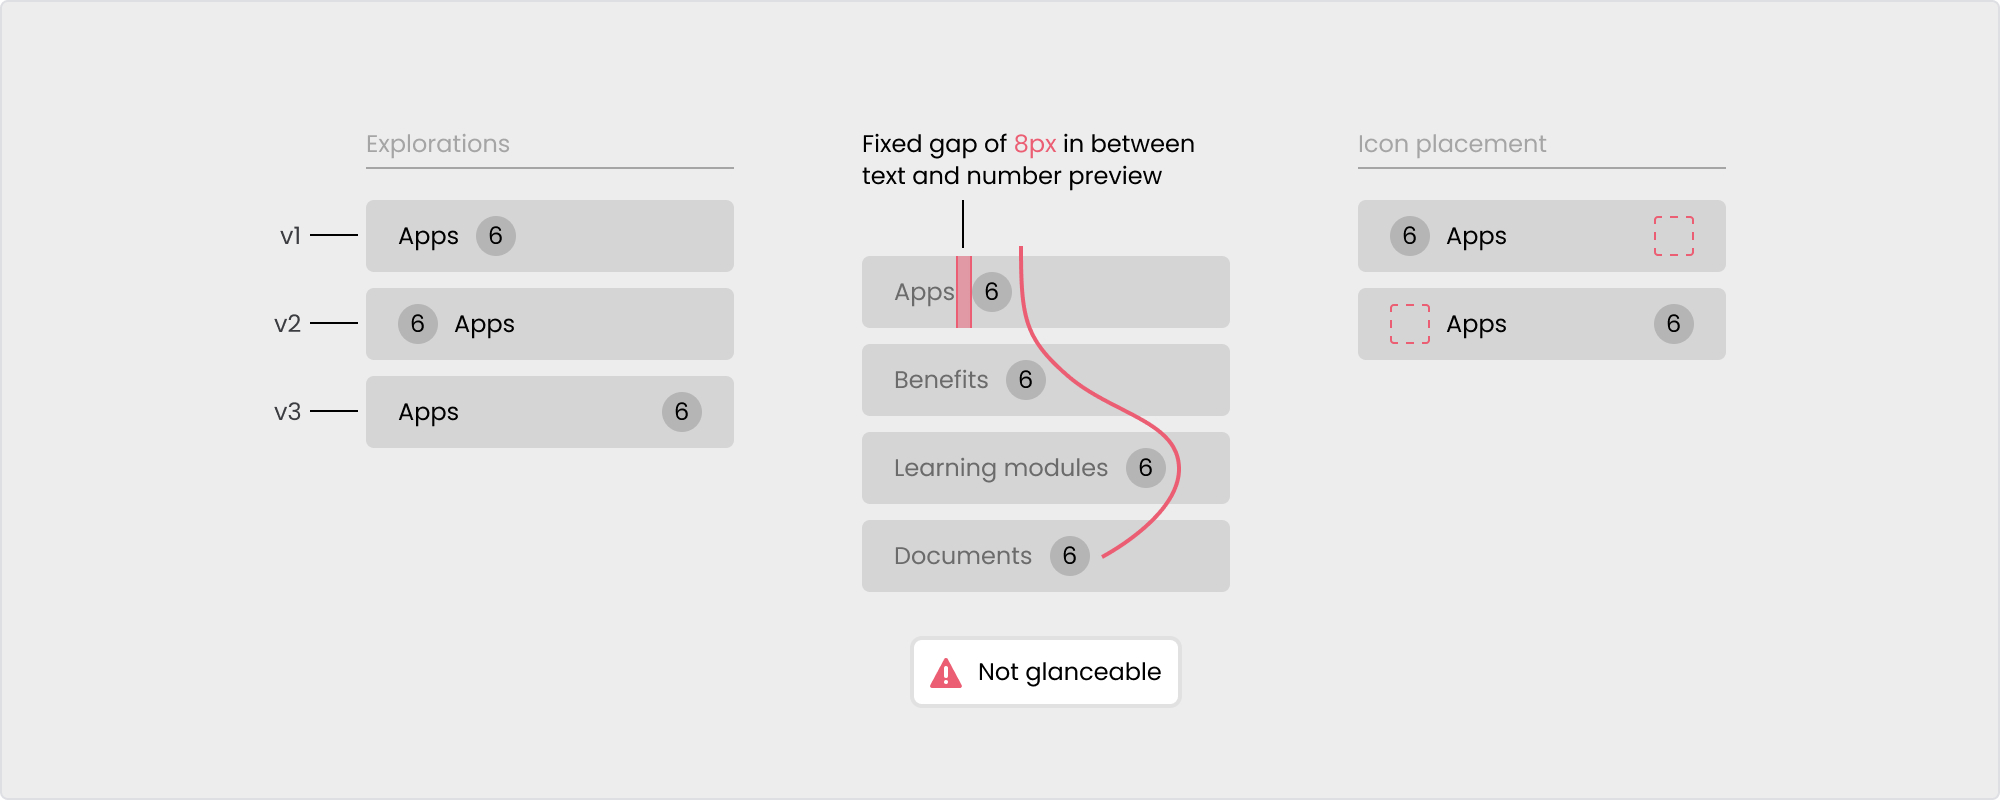 Explorations
v1 Apps 6
v2 6 Apps
v3 Apps 6
Fixed gap of 8px in between
text and number preview
Apps 6
Benefits 6
Learning modules 6
Documents 6
Not glanceable
Icon placement
6 Apps
Apps 6